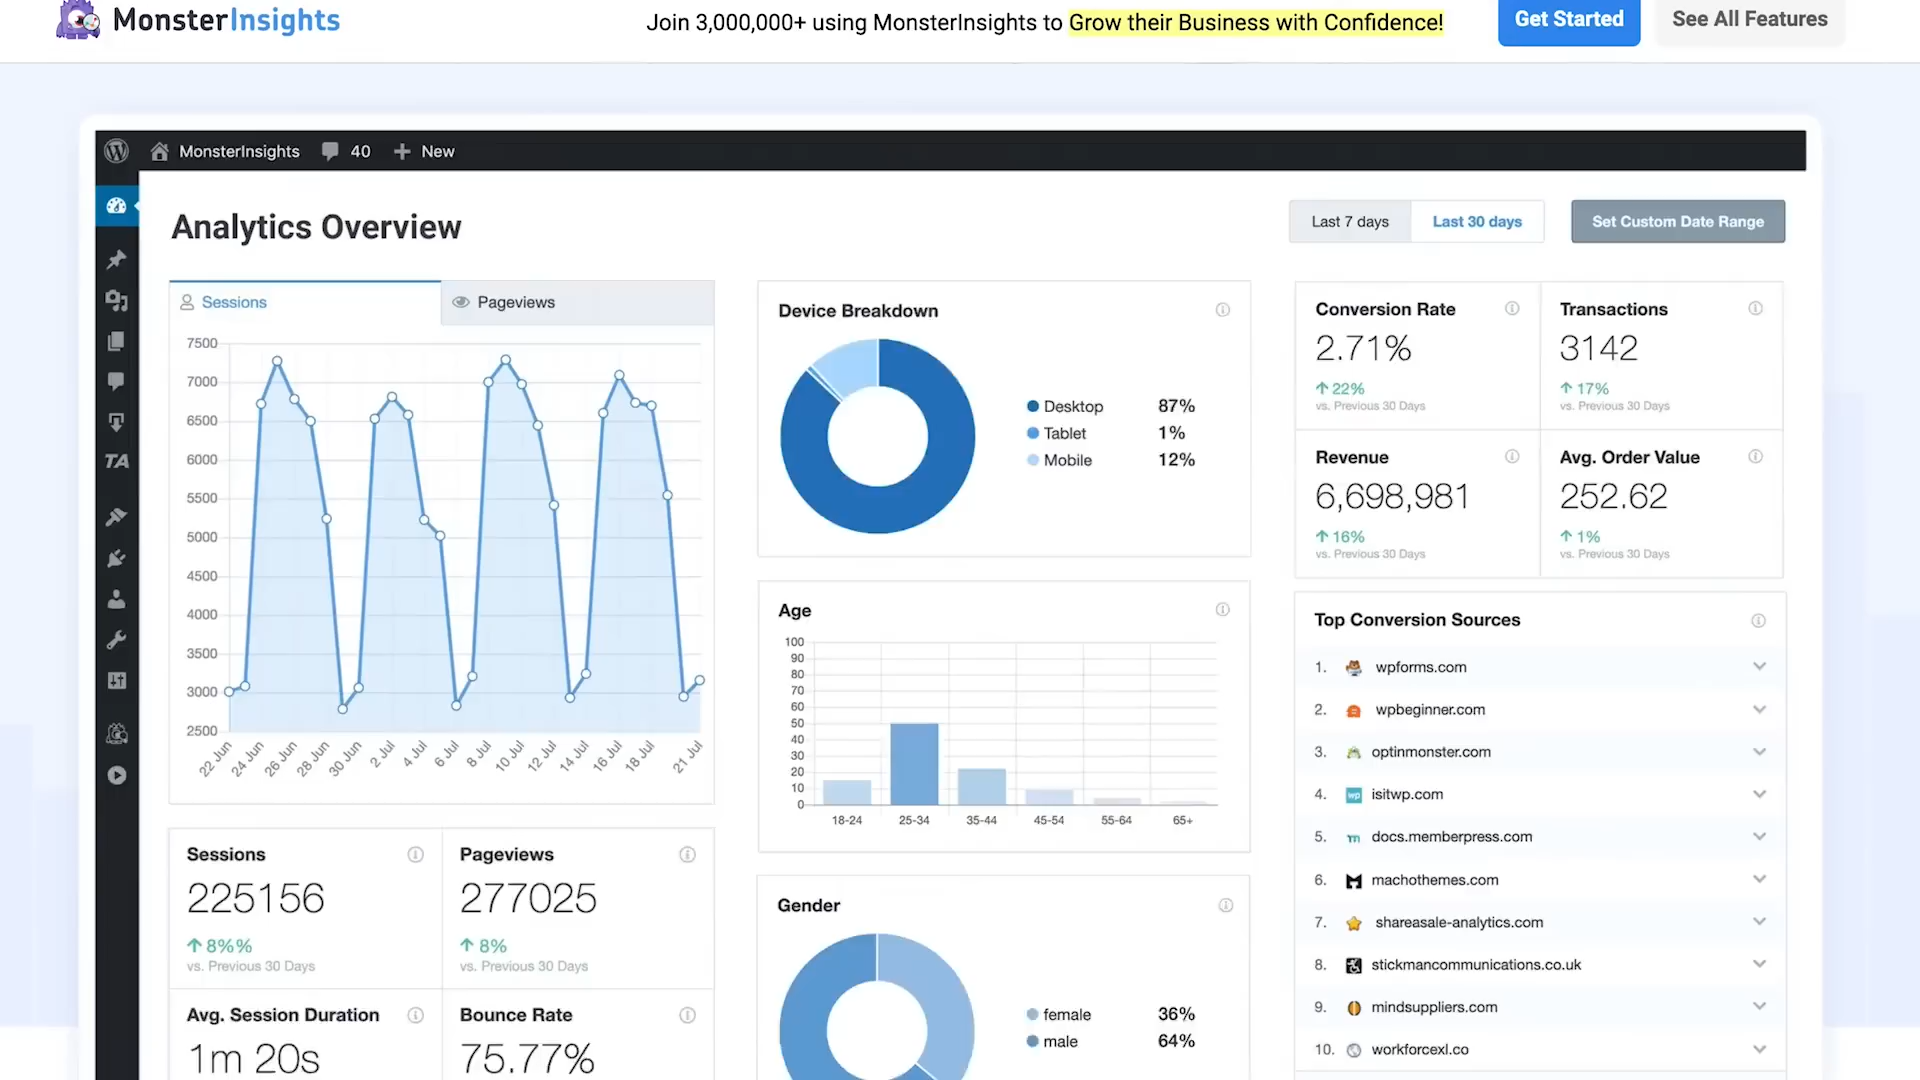 MonsterInsights
Join 3,000,000+ using MonsterInsights to Grow their Business with Confidence!
Get Started
See All Features
MonsterInsights
40
New
Analytics Overview
Last 7 days
Last 30 days
Set Custom Date Range
Sessions
Pageviews
7500
7000
6500
6000
5500
5000
4500
4000
3500
3000
2500
22 Jun
24 Jun
26 Jun
28 Jun
30 Jun
2 Jul
4 Jul
6 Jul
8 Jul
10 Jul
12 Jul
14 Jul
16 Jul
18 Jul
21 Jul
Sessions
225156
8%%
vs. Previous 30 Days
Pageviews
277025
8%
vs. Previous 30 Days
Avg. Session Duration
1m 20s
Bounce Rate
75.77%
Device Breakdown
Desktop 87%
Tablet 1%
Mobile 12%
Age
100
90
80
70
60
50
40
30
20
10
0
18-24
25-34
35-44
45-54
55-64
65+
Gender
female 36%
male 64%
Conversion Rate
2.71%
22%
vs. Previous 30 Days
Transactions
3142
17%
vs. Previous 30 Days
Revenue
6,698,981
16%
vs. Previous 30 Days
Avg. Order Value
252.62
1%
vs. Previous 30 Days
Top Conversion Sources
1. wpforms.com
2. wpbeginner.com
3. optinmonster.com
4. wp isitwp.com
5. m docs.memberpress.com
6. machothemes.com
7. shareasale-analytics.com
8. stickmancommunications.co.uk
9. mindsuppliers.com
10. workforcexl.co
TA